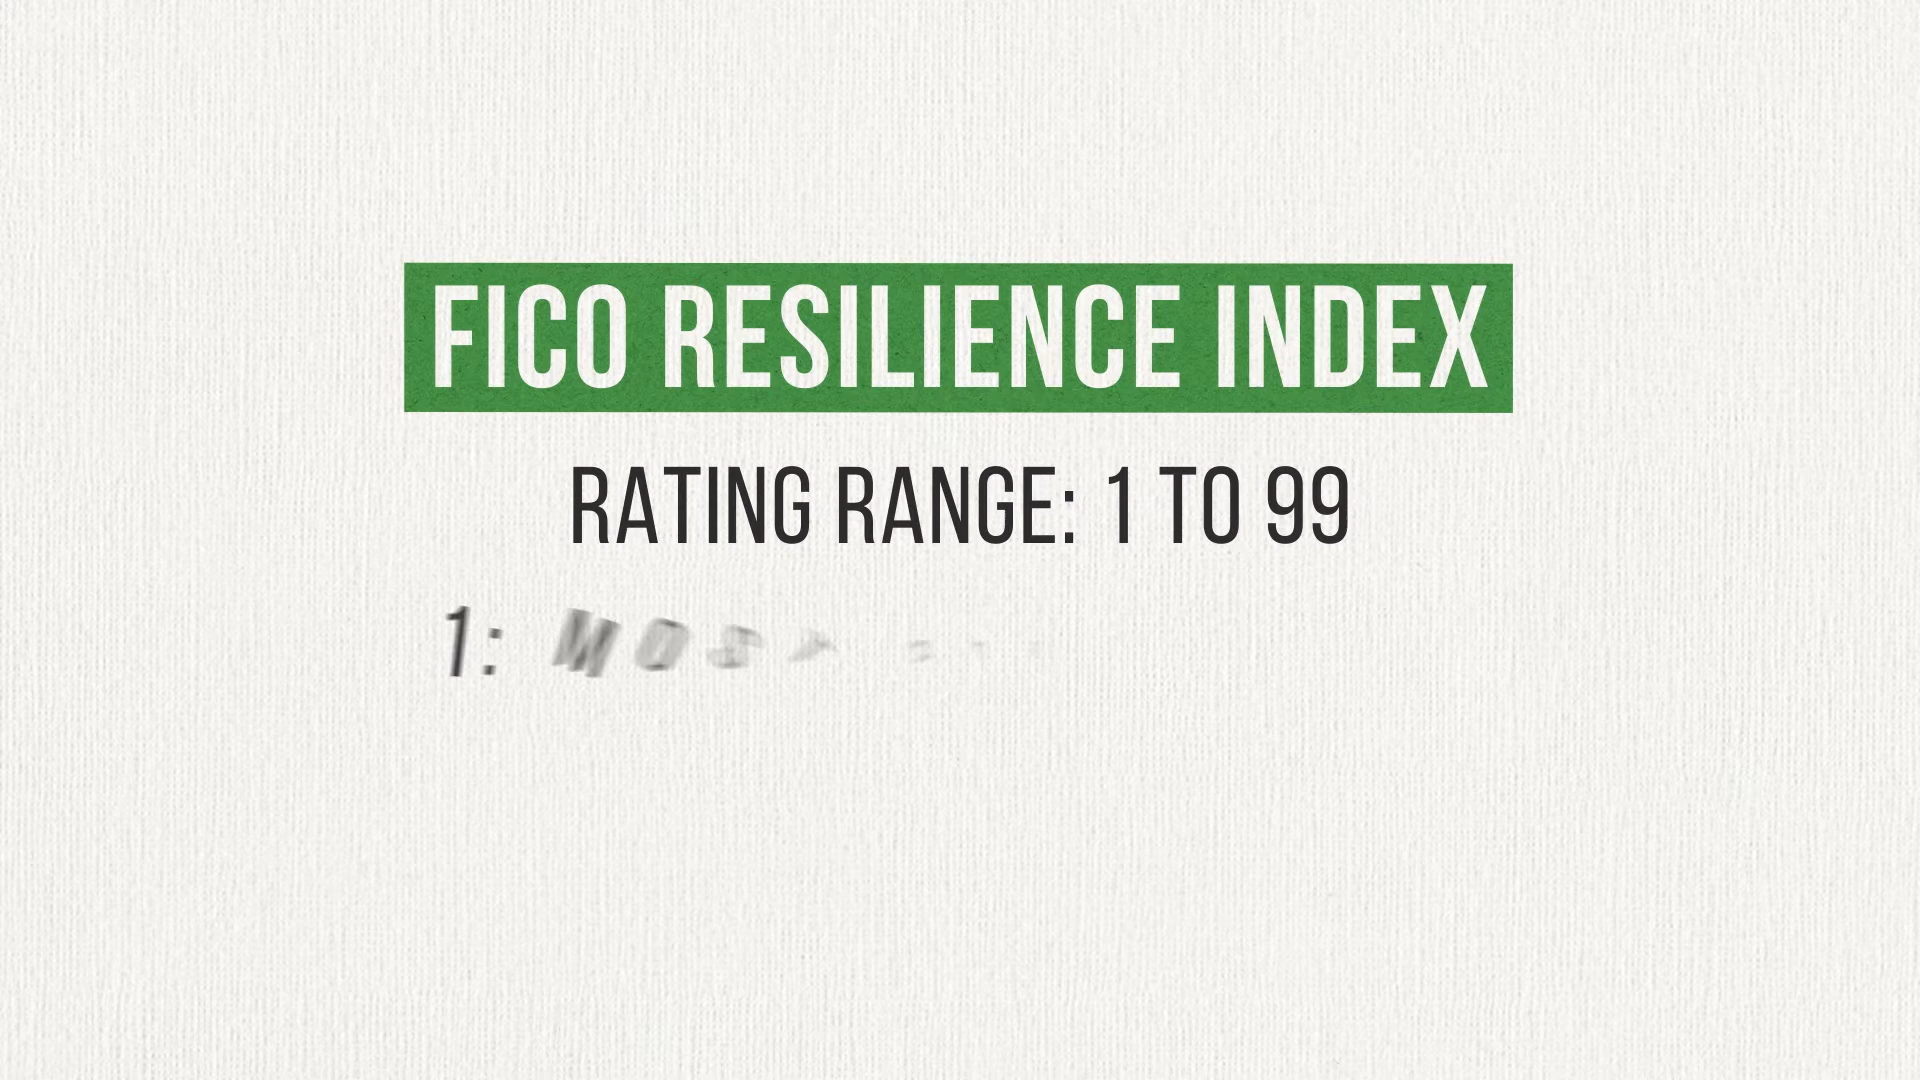 FICO RESILIENCE INDEX
RATING RANGE: 1 TO 99
1: